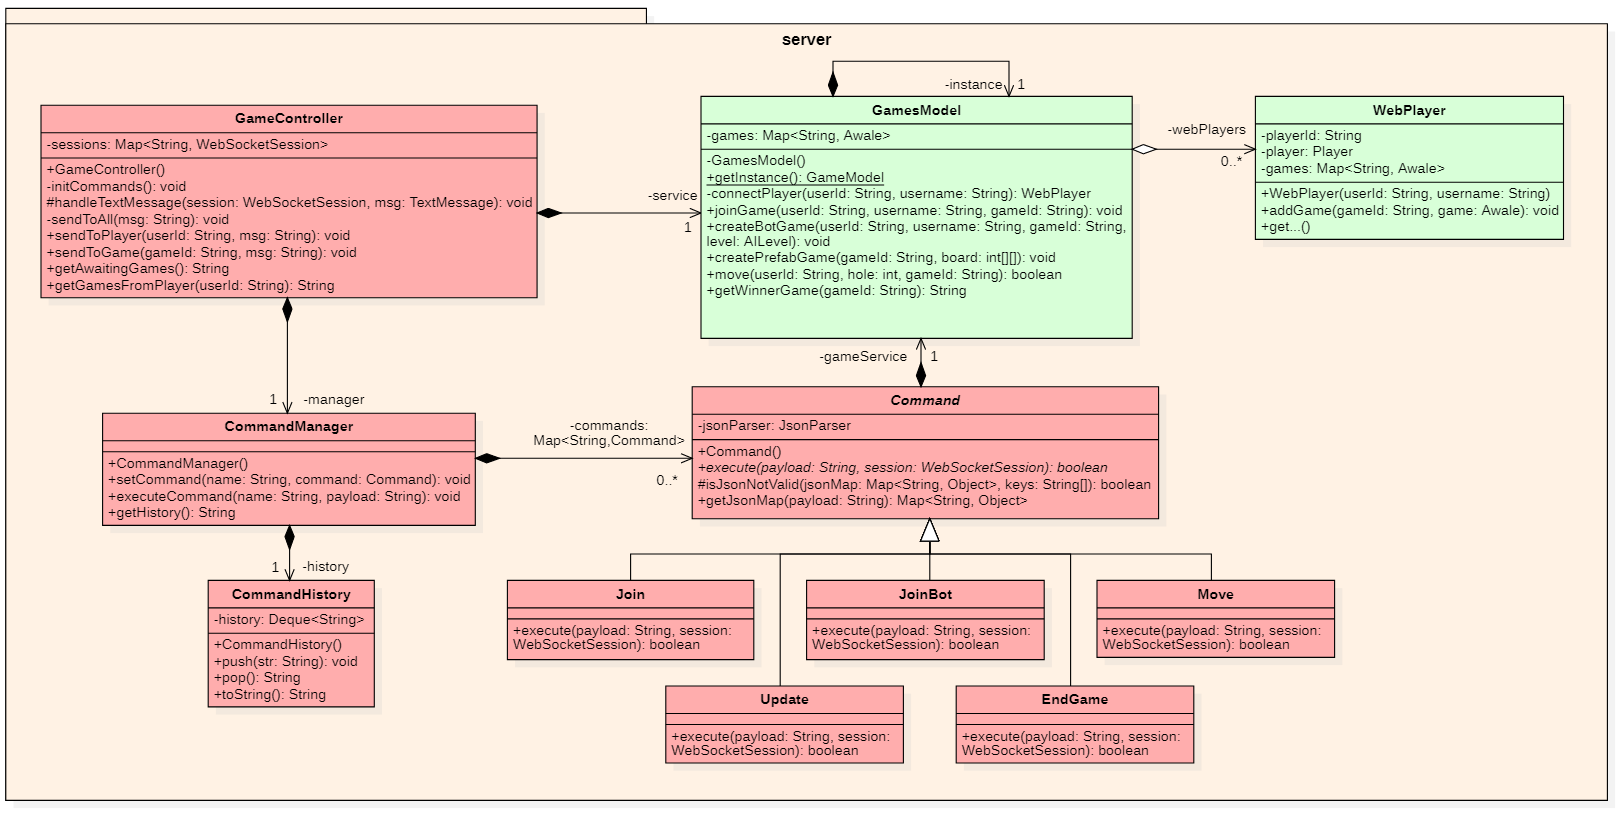 server
GameController
-sessions: Map<String, WebSocketSession>
+GameController()
-initCommands(): void
#handleTextMessage(session: WebSocketSession, msg: TextMessage): void
-sendToAll(msg: String): void
+sendToPlayer(userId: String, msg: String): void
+sendToGame(gameId: String, msg: String): void
+getAwaitingGames(): String
+getGamesFromPlayer(userId: String): String
-service
1
-instance
1
GamesModel
-games: Map<String, Awale>
-GamesModel()
+getInstance(): GameModel
-connectPlayer(userId: String, username: String): WebPlayer
+joinGame(userId: String, username: String, gameId: String): void
+createBotGame(userId: String, username: String, gameId: String,
level: AILevel): void
+createPrefabGame(gameId: String, board: int[][]): void
+move(userId: String, hole: int, gameId: String): boolean
+getWinnerGame(gameId: String): String
-webPlayers
0..*
WebPlayer
-playerId: String
-player: Player
-games: Map<String, Awale>
+WebPlayer(userId: String, username: String)
+addGame(gameId: String, game: Awale): void
+get...()
-gameService
1
1
-manager
CommandManager
+CommandManager()
+setCommand(name: String, command: Command): void
+executeCommand(name: String, payload: String): void
+getHistory(): String
-commands:
Map<String,Command>
0..*
Command
-jsonParser: JsonParser
+Command()
+execute(payload: String, session: WebSocketSession): boolean
#isJsonNotValid(jsonMap: Map<String, Object>, keys: String[]): boolean
+getJsonMap(payload: String): Map<String, Object>
1
-history
CommandHistory
-history: Deque<String>
+CommandHistory()
+push(str: String): void
+pop(): String
+toString(): String
Join
+execute(payload: String, session:
WebSocketSession): boolean
JoinBot
+execute(payload: String, session:
WebSocketSession): boolean
Move
+execute(payload: String, session:
WebSocketSession): boolean
Update
+execute(payload: String, session:
WebSocketSession): boolean
EndGame
+execute(payload: String, session:
WebSocketSession): boolean